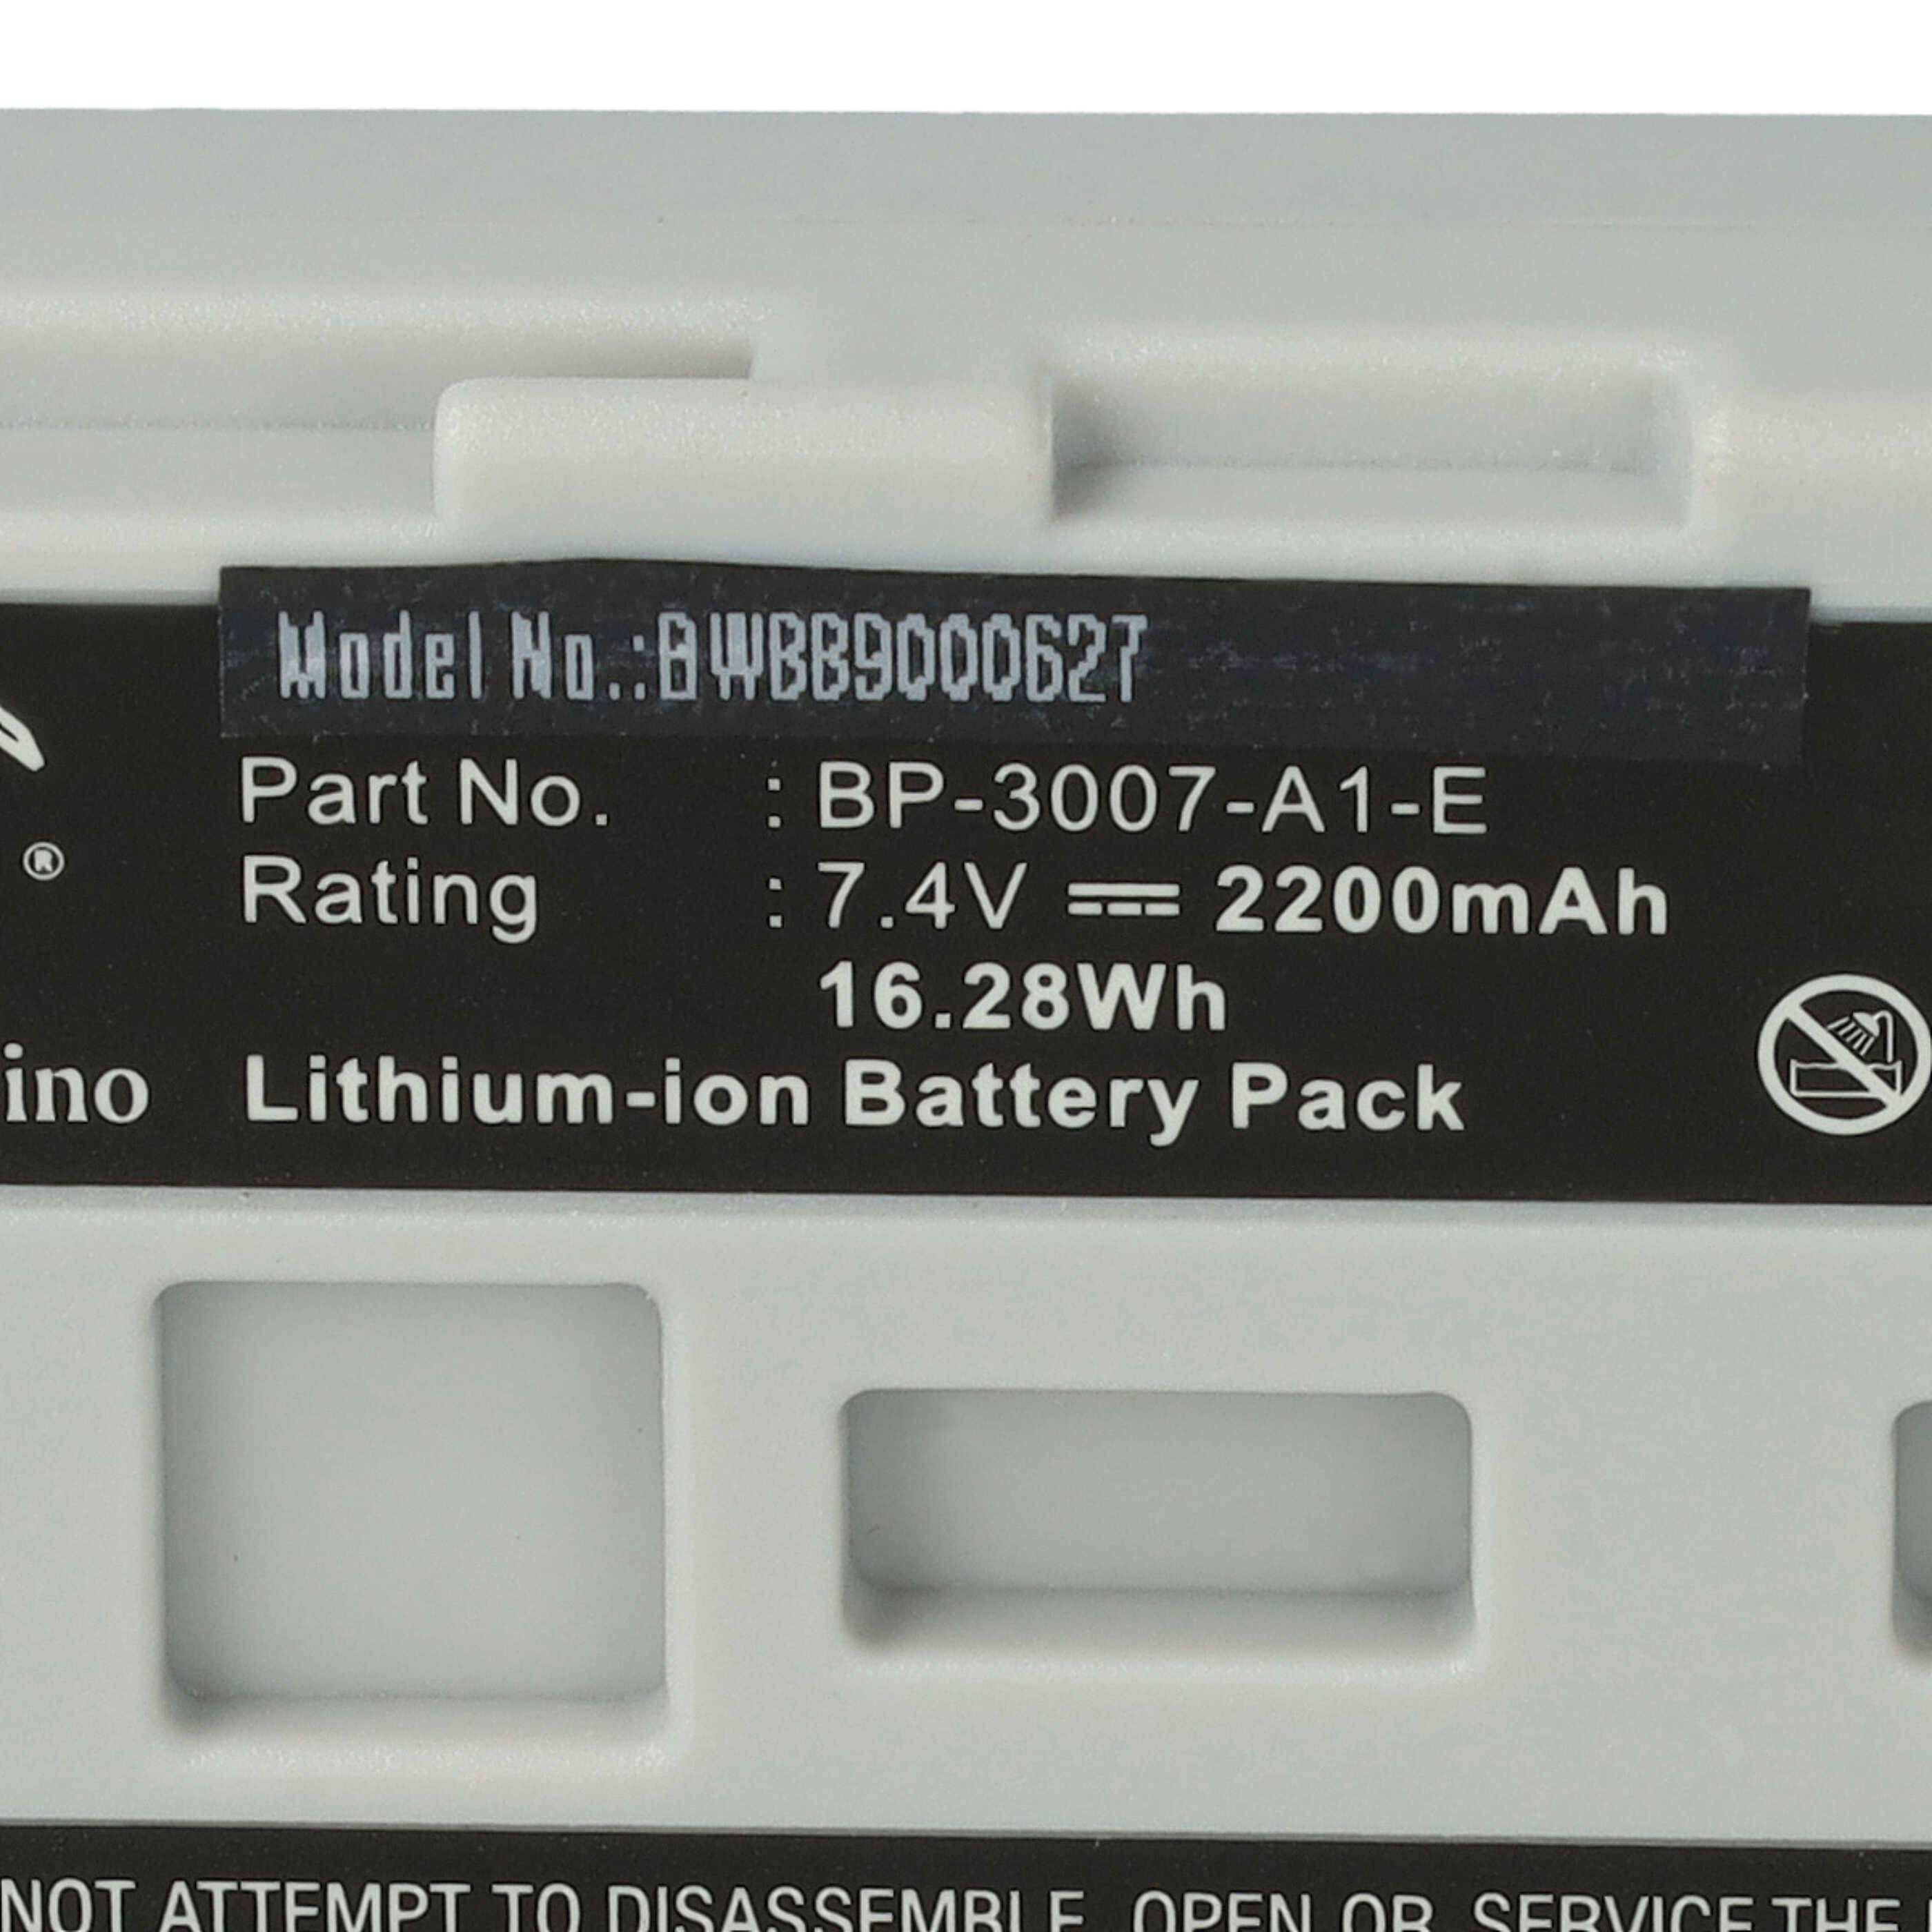 Model No.:BWBB9000627
Part No. : BP-3007-A1-E
®
Rating : 7.4V 2200mAh
16.28Wh
ino Lithium-ion Battery Pack
NOT ATTEMPT TO DISASSEMBLE, OPEN OR SERVICE THE